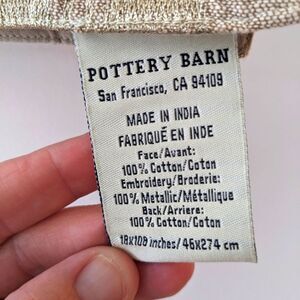 POTTERY BARN
San Francisco, CA 94109
MADE IN INDIA
FABRIQUÉ EN INDE
Face/Avant:
100% Cotton/Coton
Embroidery/Broderie:
100% Metallic/Métallique
Back/Arriere:
100% Cotton/Coton
18x108 inches/46x274 cm